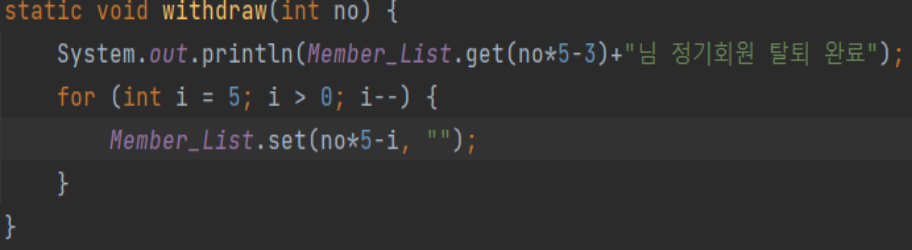 static void withdraw(int no) {
System.out.println(Member_List.get(no*5-3)+"님 정기회원 탈퇴 완료");
for (int i = 5; i > 0; i--) {
Member_List.set(no*5-i, "");
}
}